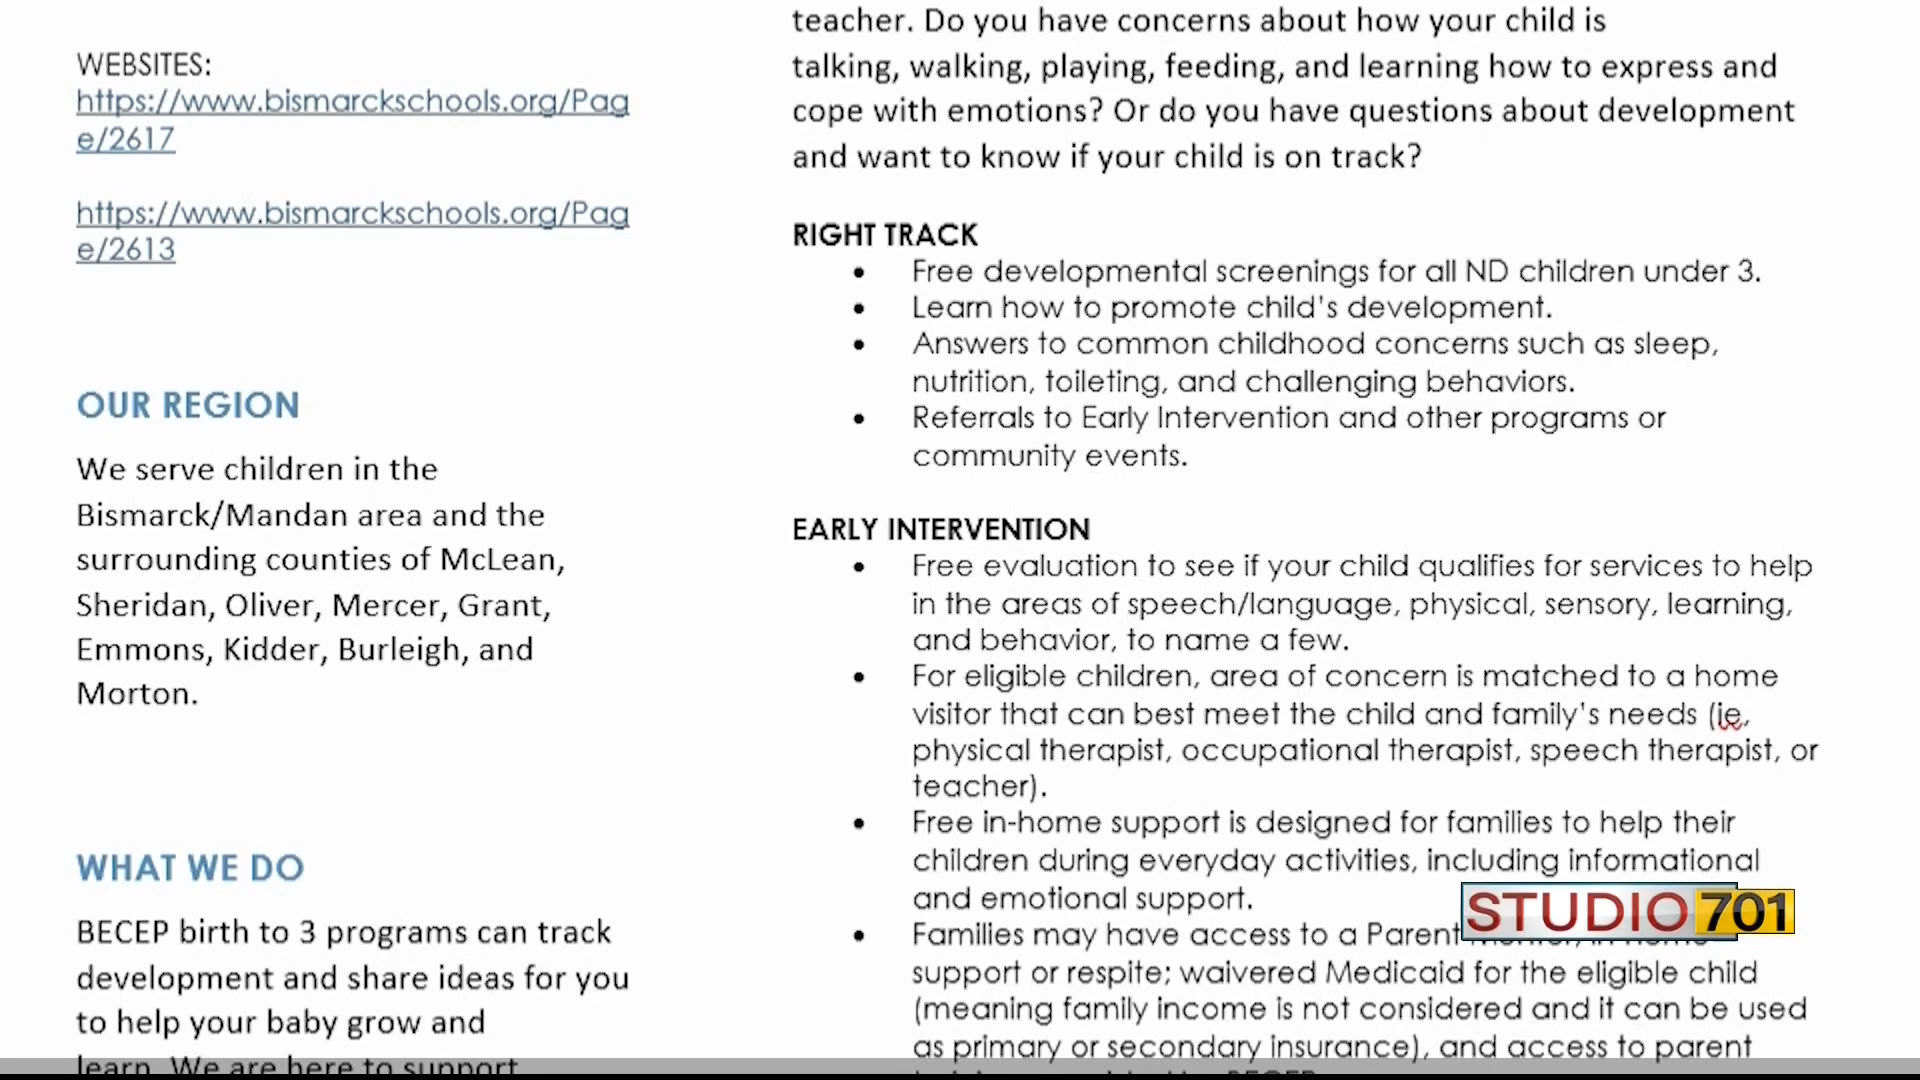 WEBSITES:
https://www.bismarckschools.org/Pag
e/2617
https://www.bismarckschools.org/Pag
e/2613
OUR REGION
We serve children in the
Bismarck/Mandan area and the
surrounding counties of McLean,
Sheridan, Oliver, Mercer, Grant,
Emmons, Kidder, Burleigh, and
Morton.
WHAT WE DO
BECEP birth to 3 programs can track
development and share ideas for you
to help your baby grow and
learn. We are here to support
teacher. Do you have concerns about how your child is
talking, walking, playing, feeding, and learning how to express and
cope with emotions? Or do you have questions about development
and want to know if your child is on track?
RIGHT TRACK
• Free developmental screenings for all ND children under 3.
• Learn how to promote child's development.
• Answers to common childhood concerns such as sleep,
nutrition, toileting, and challenging behaviors.
• Referrals to Early Intervention and other programs or
community events.
EARLY INTERVENTION
• Free evaluation to see if your child qualifies for services to help
in the areas of speech/language, physical, sensory, learning,
and behavior, to name a few.
• For eligible children, area of concern is matched to a home
visitor that can best meet the child and family's needs (ie,
physical therapist, occupational therapist, speech therapist, or
teacher).
• Free in-home support is designed for families to help their
children during everyday activities, including informational
and emotional support.
• Families may have access to a Parent
support or respite; waivered Medicaid for the eligible child
(meaning family income is not considered and it can be used
as primary or secondary insurance), and access to parent
STUDIO 701